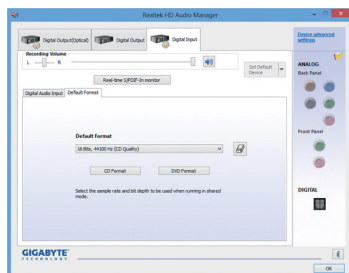 Realtek HD Audio Manager
Digital Output(Optical)
Digital Output
Digital Input
Device advanced
settings
Recording Volume
L
R
Set Default
Device
ANALOG
Back Panel
Real-time S/PDIF-In monitor
Digital Audio Input
Default Format
Default Format
16 Bits, 44100 Hz (CD Quality)
CD Format
DVD Format
Select the sample rate and bit depth to be used when running in shared
mode.
Front Panel
DIGITAL
GIGABYTE
TECHNOLOGY
OK